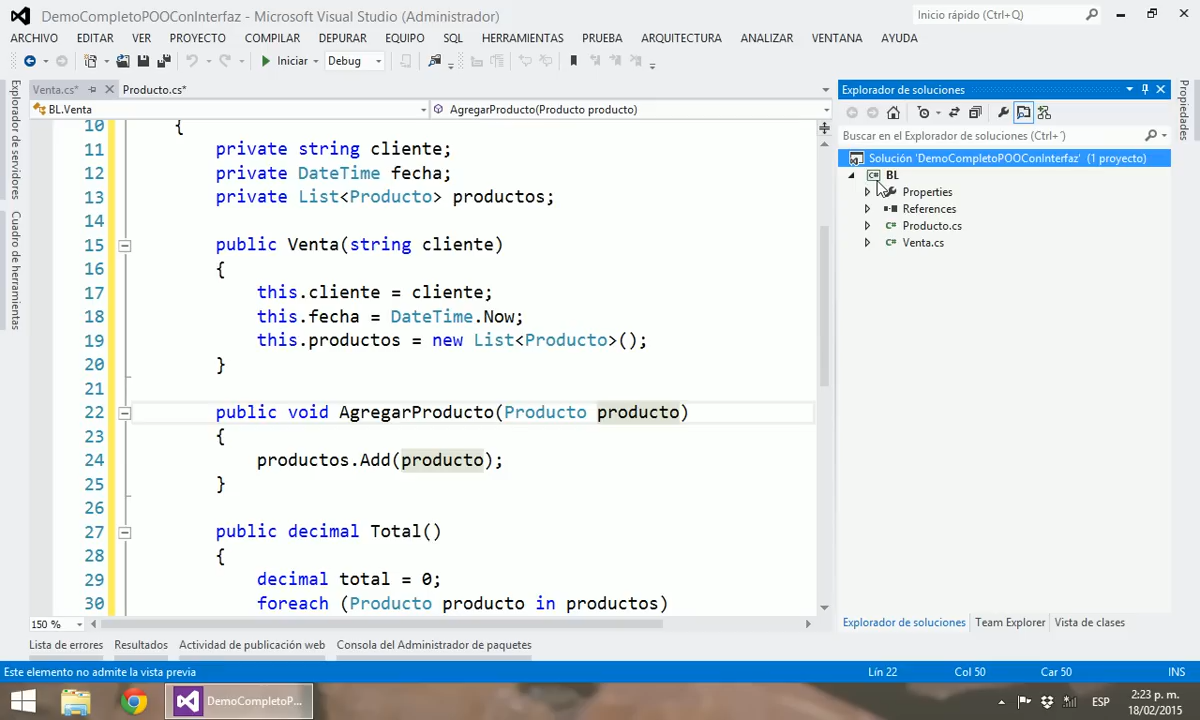 DemoCompletoPOOConInterfaz - Microsoft Visual Studio (Administrador)
Inicio rápido (Ctrl+Q)
ARCHIVO EDITAR VER PROYECTO COMPILAR DEPURAR EQUIPO SQL HERRAMIENTAS PRUEBA ARQUITECTURA ANALIZAR VENTANA AYUDA
Iniciar Debug
Venta.cs* Producto.cs*
BL.Venta AgregarProducto(Producto producto)
10 {
11 private string cliente;
12 private DateTime fecha;
13 private List<Producto> productos;
14
15 public Venta(string cliente)
16 {
17 this.cliente = cliente;
18 this.fecha = DateTime.Now;
19 this.productos = new List<Producto>();
20 }
21
22 public void AgregarProducto(Producto producto)
23 {
24 productos.Add(producto);
25 }
26
27 public decimal Total()
28 {
29 decimal total = 0;
30 foreach (Producto producto in productos)
150 %
Explorador de servidores
Cuadro de herramientas
Explorador de soluciones
Buscar en el Explorador de soluciones (Ctrl+´)
Solución 'DemoCompletoPOOConInterfaz' (1 proyecto)
BL
Properties
References
Producto.cs
Venta.cs
Explorador de soluciones Team Explorer Vista de clases
Propiedades
Lista de errores Resultados Actividad de publicación web Consola del Administrador de paquetes
Este elemento no admite la vista previa Lín 22 Col 50 Car 50 INS
DemoCompletoP...
ESP
2:23 p. m.
18/02/2015